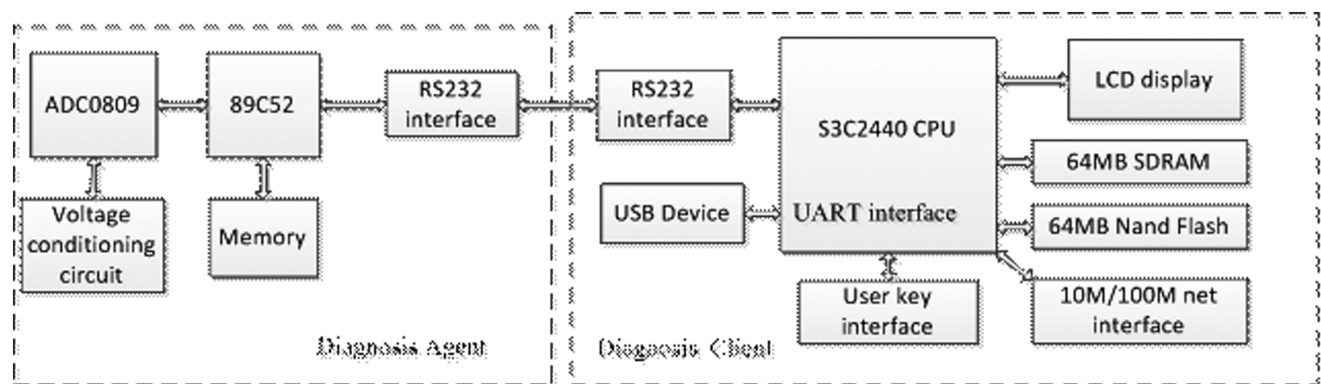 ADC0809
89C52
RS232
interface
Voltage
conditioning
circuit
Memory
Diagnosis Agent
RS232
interface
S3C2440 CPU
UART interface
USB Device
User key
interface
LCD display
64MB SDRAM
64MB Nand Flash
10M/100M net
interface
Diagnosis Client